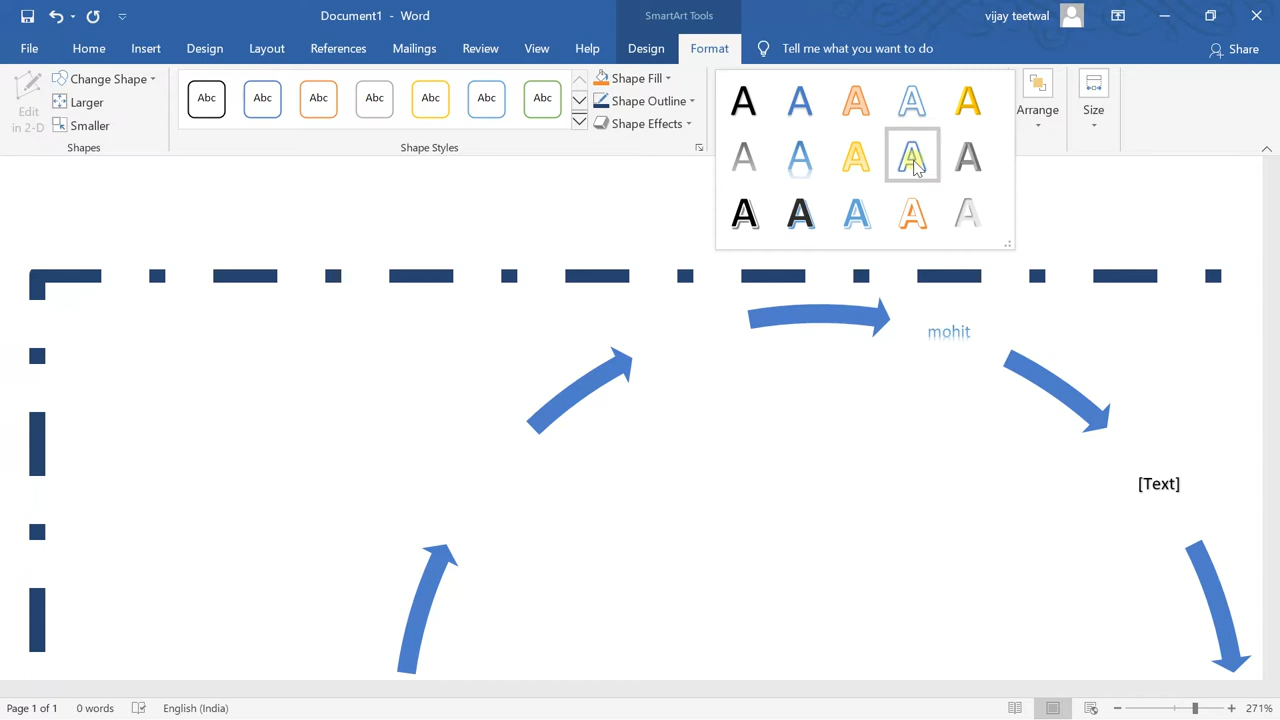 Document1 - Word
SmartArt Tools
vijay teetwal
File Home Insert Design Layout References Mailings Review View Help Design Format Tell me what you want to do Share
Edit in 2-D
Change Shape
Larger
Smaller
Shapes
Abc Abc Abc Abc Abc Abc Abc
Shape Styles
Shape Fill
Shape Outline
Shape Effects
A A A A A
A A A A A
A A A A A
Arrange
Size
mohit
[Text]
Page 1 of 1 0 words English (India) 271%